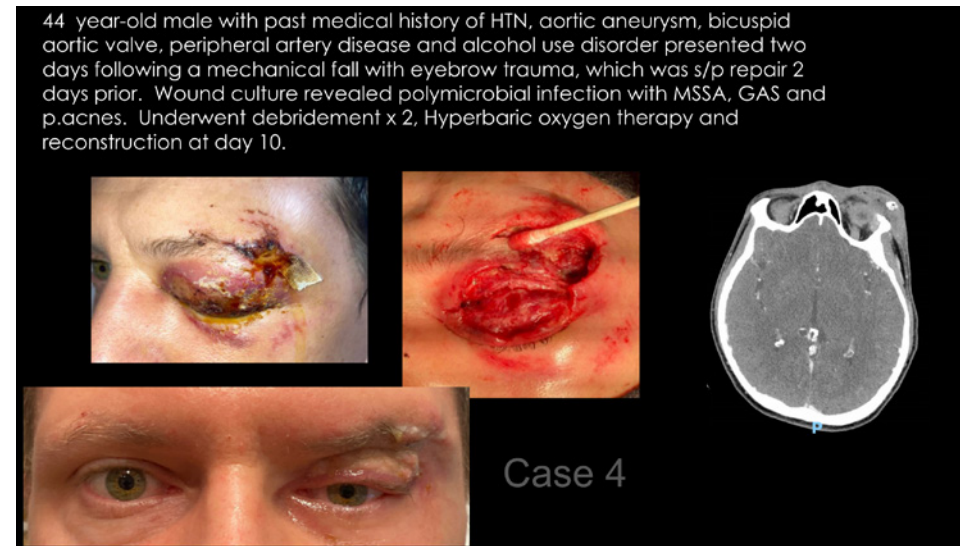 44 year-old male with past medical history of HTN, aortic aneurysm, bicuspid
aortic valve, peripheral artery disease and alcohol use disorder presented two
days following a mechanical fall with eyebrow trauma, which was s/p repair 2
days prior. Wound culture revealed polymicrobial infection with MSSA, GAS and
p.acnes. Underwent debridement x 2, Hyperbaric oxygen therapy and
reconstruction at day 10.
P
Case 4